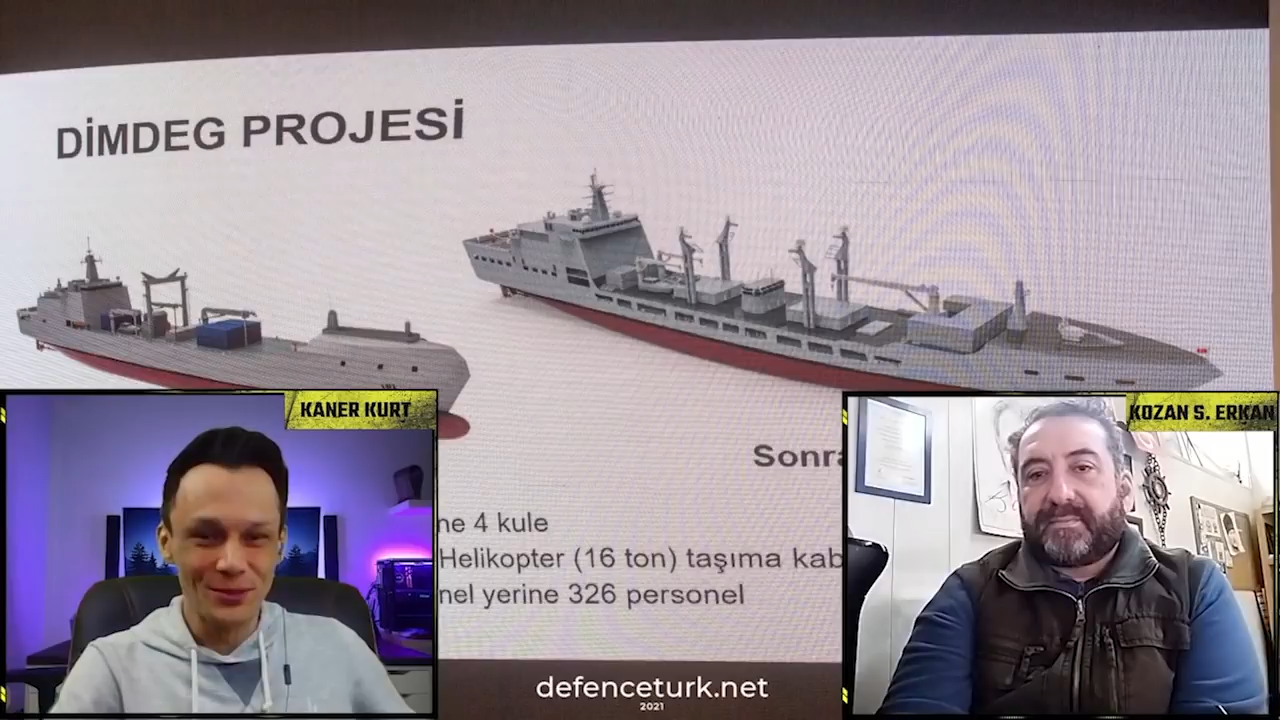 DİMDEG PROJESİ
Sonra
ne 4 kule
Helikopter (16 ton) taşıma kab
nel yerine 326 personel
KANER KURT
KOZAN S. ERKAN
defenceturk.net
2021